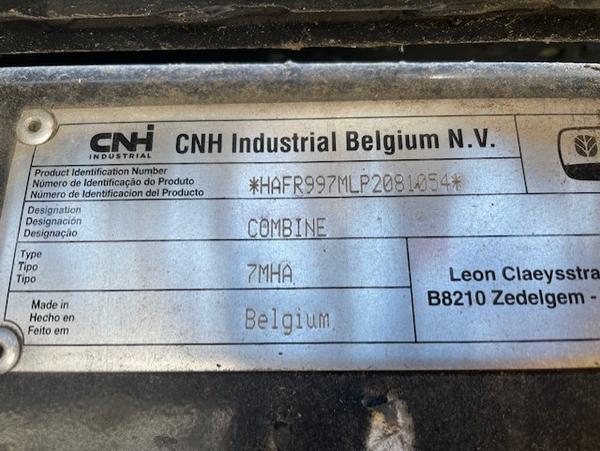 CNH
INDUSTRIAL
CNH Industrial Belgium N.V.
Product Identification Number
Número de Identificação do Produto
Número de Identificacion del Producto
*HAFR997MLP2081054*
Designation
Designación
Designação
COMBINE
Type
Tipo
Tipo
7MHA
Made in
Hecho en
Feito em
Belgium
Leon Claeysstra
B8210 Zedelgem -